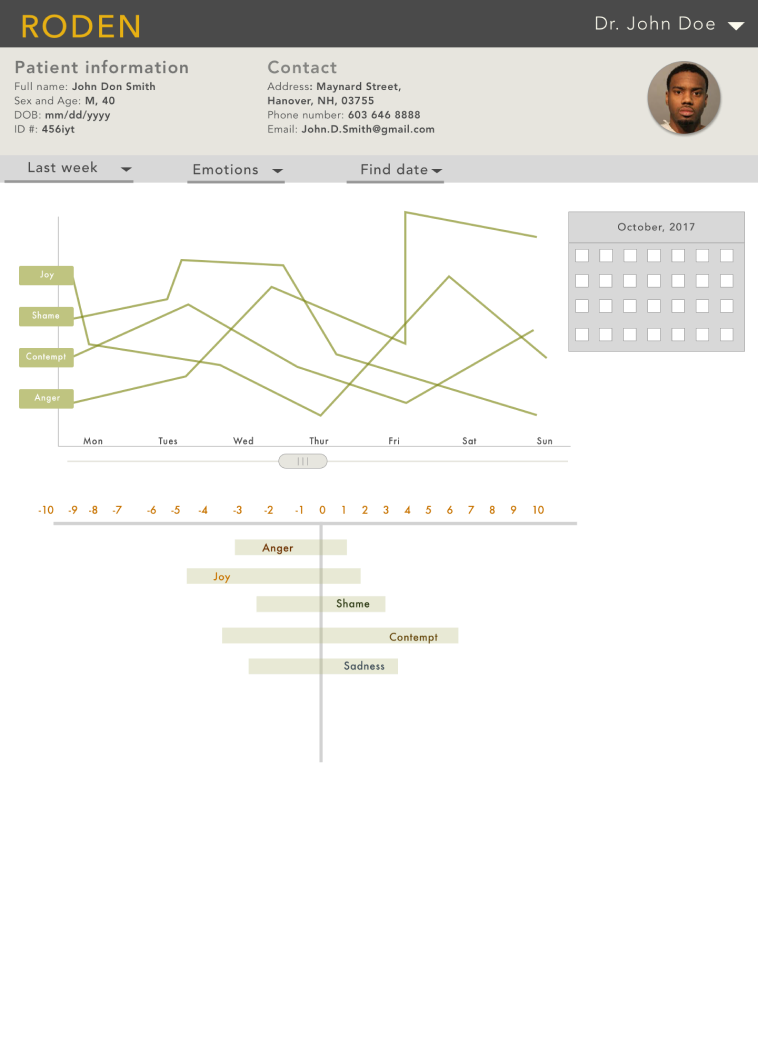 RODEN
Dr. John Doe
Patient information
Full name: John Don Smith
Sex and Age: M, 40
DOB: mm/dd/yyyy
ID #: 456iyt
Contact
Address: Maynard Street,
Hanover, NH, 03755
Phone number: 603 646 8888
Email: John.D.Smith@gmail.com
Last week
Emotions
Find date
October, 2017
Joy
Shame
Contempt
Anger
Mon Tues Wed Thur Fri Sat Sun
-10 -9 -8 -7 -6 -5 -4 -3 -2 -1 0 1 2 3 4 5 6 7 8 9 10
Anger
Joy
Shame
Contempt
Sadness